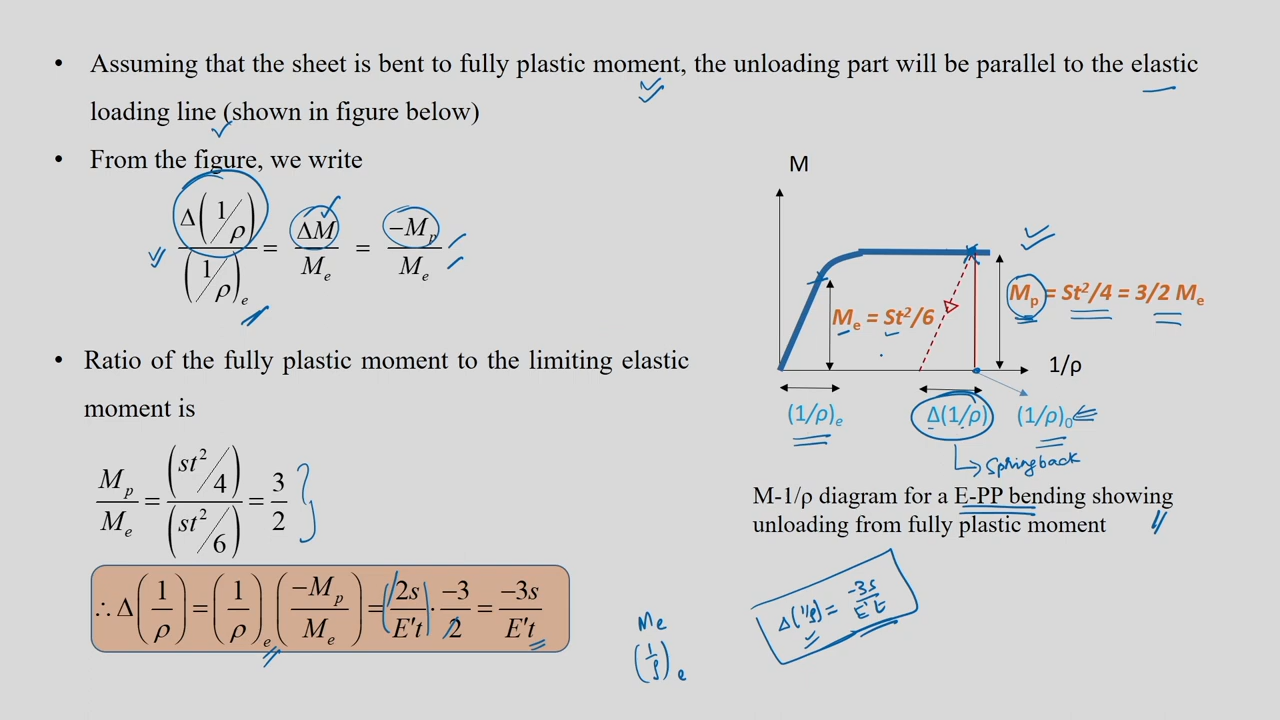 • Assuming that the sheet is bent to fully plastic moment, the unloading part will be parallel to the elastic
loading line (shown in figure below)
• From the figure, we write
Δ(1/ρ) / (1/ρ)e = ΔM / Me = -Mp / Me
• Ratio of the fully plastic moment to the limiting elastic
moment is
Mp / Me = (st²/4) / (st²/6) = 3/2
∴ Δ(1/ρ) = (1/ρ)e (-Mp / Me) = 2s/E't · -3/2 = -3s/E't
M
Me = St²/6
Mp = St²/4 = 3/2 Me
1/ρ
(1/ρ)e
Δ(1/ρ)
(1/ρ)0
Springback
M-1/ρ diagram for a E-PP bending showing
unloading from fully plastic moment
Δ(1/ρ) = -3s/E't
Me
(1/ρ)e